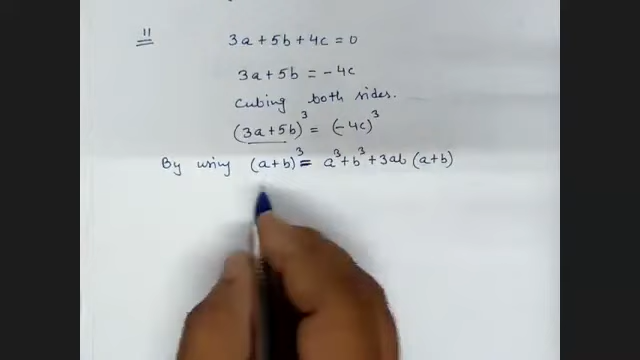 11
3a + 5b + 4c = 0
3a + 5b = -4c
Cubing both sides.
(3a + 5b)³ = (-4c)³
By using (a + b)³ = a³ + b³ + 3ab (a + b)